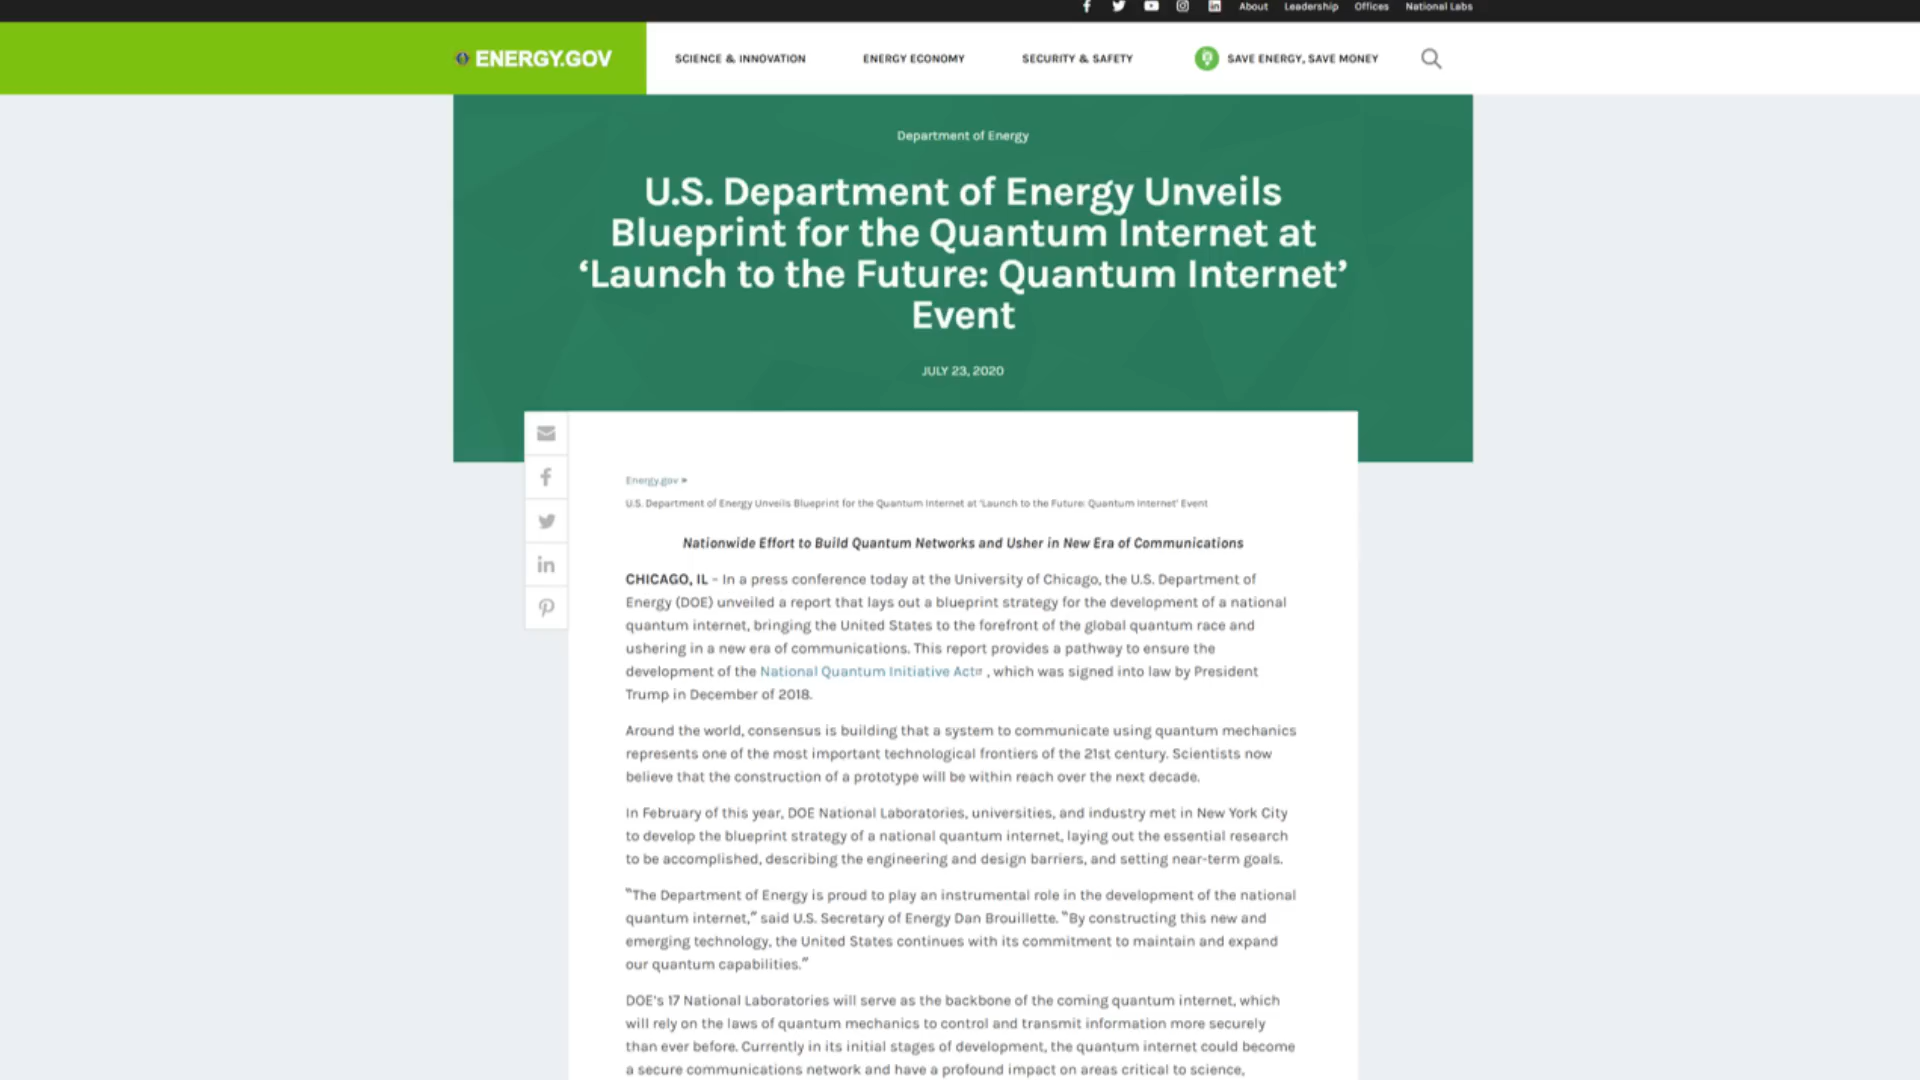 About Leadership Offices National Labs
ENERGY.GOV SCIENCE & INNOVATION ENERGY ECONOMY SECURITY & SAFETY SAVE ENERGY, SAVE MONEY
Department of Energy
U.S. Department of Energy Unveils
Blueprint for the Quantum Internet at
‘Launch to the Future: Quantum Internet’
Event
JULY 23, 2020
Energy.gov »
U.S. Department of Energy Unveils Blueprint for the Quantum Internet at ‘Launch to the Future: Quantum Internet’ Event
Nationwide Effort to Build Quantum Networks and Usher in New Era of Communications
CHICAGO, IL – In a press conference today at the University of Chicago, the U.S. Department of
Energy (DOE) unveiled a report that lays out a blueprint strategy for the development of a national
quantum internet, bringing the United States to the forefront of the global quantum race and
ushering in a new era of communications. This report provides a pathway to ensure the
development of the National Quantum Initiative Act , which was signed into law by President
Trump in December of 2018.
Around the world, consensus is building that a system to communicate using quantum mechanics
represents one of the most important technological frontiers of the 21st century. Scientists now
believe that the construction of a prototype will be within reach over the next decade.
In February of this year, DOE National Laboratories, universities, and industry met in New York City
to develop the blueprint strategy of a national quantum internet, laying out the essential research
to be accomplished, describing the engineering and design barriers, and setting near-term goals.
“The Department of Energy is proud to play an instrumental role in the development of the national
quantum internet,” said U.S. Secretary of Energy Dan Brouillette. “By constructing this new and
emerging technology, the United States continues with its commitment to maintain and expand
our quantum capabilities.”
DOE’s 17 National Laboratories will serve as the backbone of the coming quantum internet, which
will rely on the laws of quantum mechanics to control and transmit information more securely
than ever before. Currently in its initial stages of development, the quantum internet could become
a secure communications network and have a profound impact on areas critical to science,